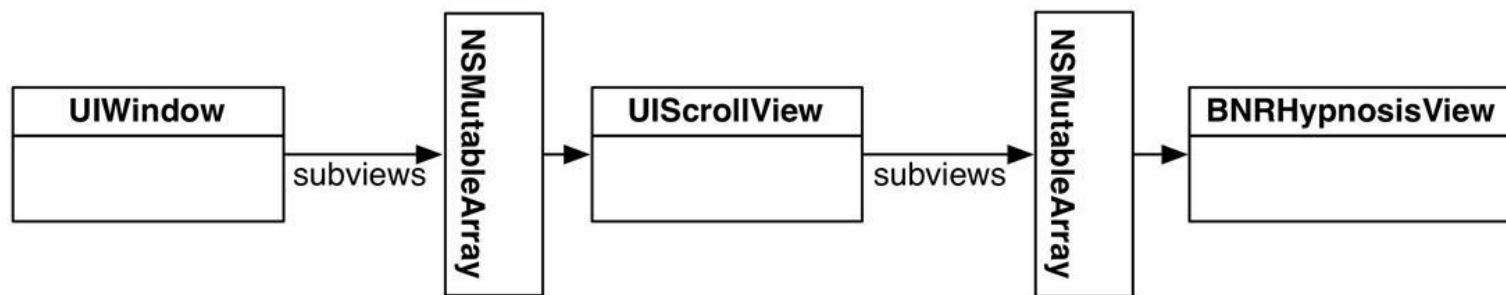 UIWindow
subviews
NSMutableArray
UIScrollView
subviews
NSMutableArray
BNRHypnosisView